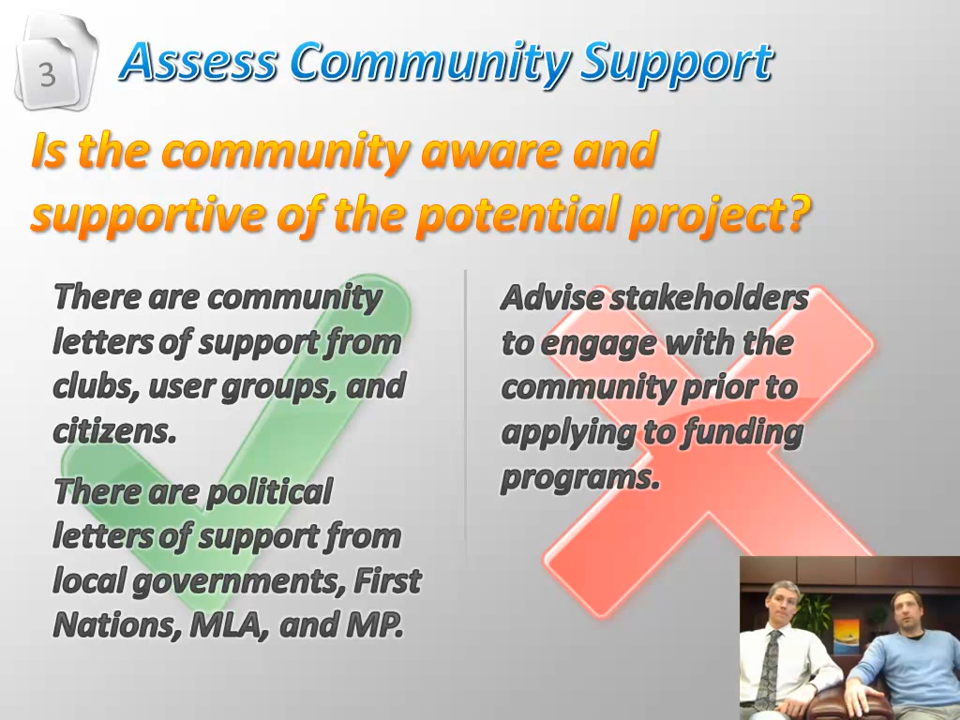 3
Assess Community Support
Is the community aware and
supportive of the potential project?
There are community
letters of support from
clubs, user groups, and
citizens.
There are political
letters of support from
local governments, First
Nations, MLA, and MP.
Advise stakeholders
to engage with the
community prior to
applying to funding
programs.